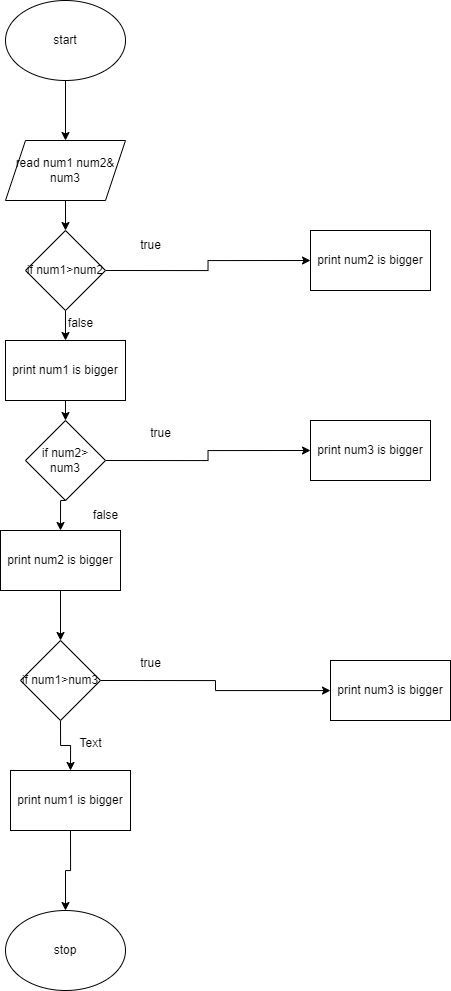 start
read num1 num2&
num3
true
if num1>num2
print num2 is bigger
false
print num1 is bigger
true
if num2>
num3
print num3 is bigger
false
print num2 is bigger
true
if num1>num3
print num3 is bigger
Text
print num1 is bigger
stop